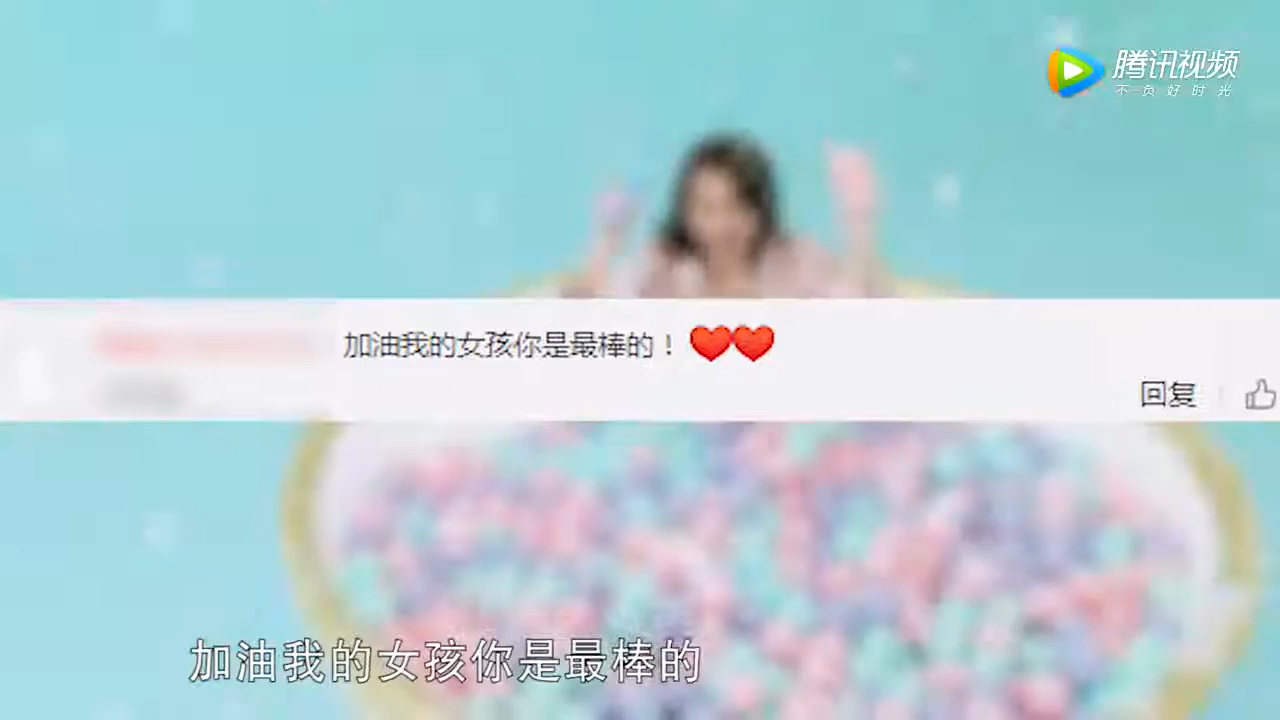 腾讯视频
不负好时光
加油我的女孩你是最棒的！
回复
加油我的女孩你是最棒的